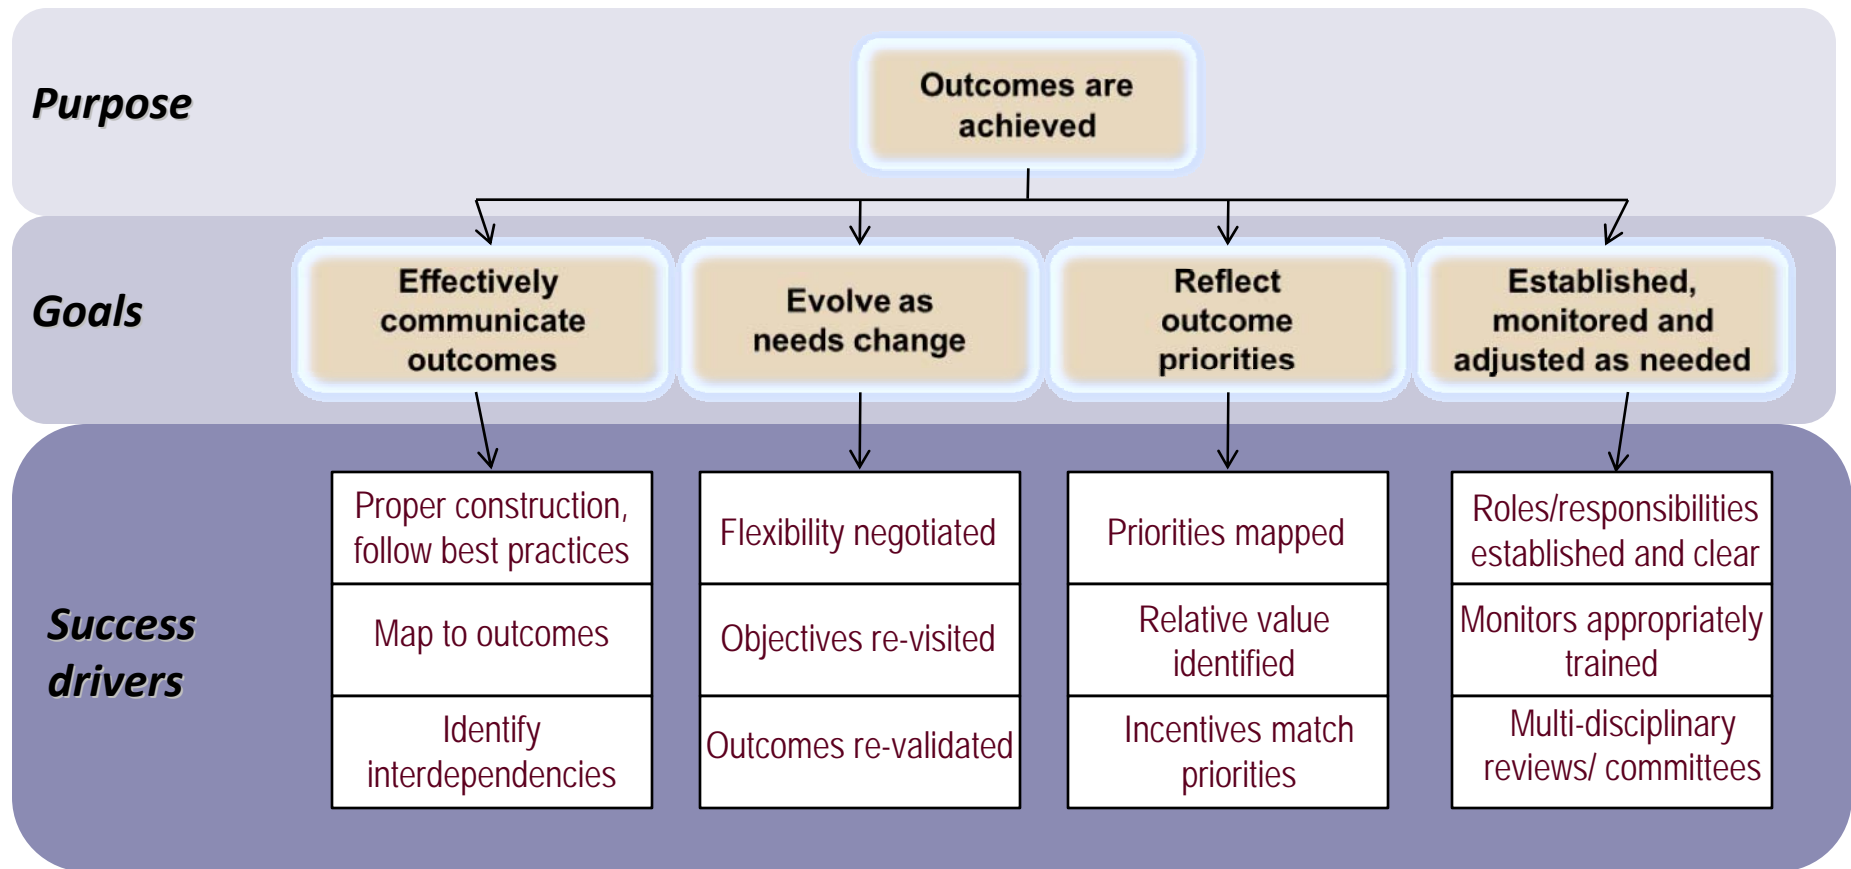 Purpose
Outcomes are
achieved
Goals
Effectively
communicate
outcomes
Evolve as
needs change
Reflect
outcome
priorities
Established,
monitored and
adjusted as needed
Success
drivers
Proper construction,
follow best practices
Map to outcomes
Identify
interdependencies
Flexibility negotiated
Objectives re-visited
Outcomes re-validated
Priorities mapped
Relative value
identified
Incentives match
priorities
Roles/responsibilities
established and clear
Monitors appropriately
trained
Multi-disciplinary
reviews/ committees